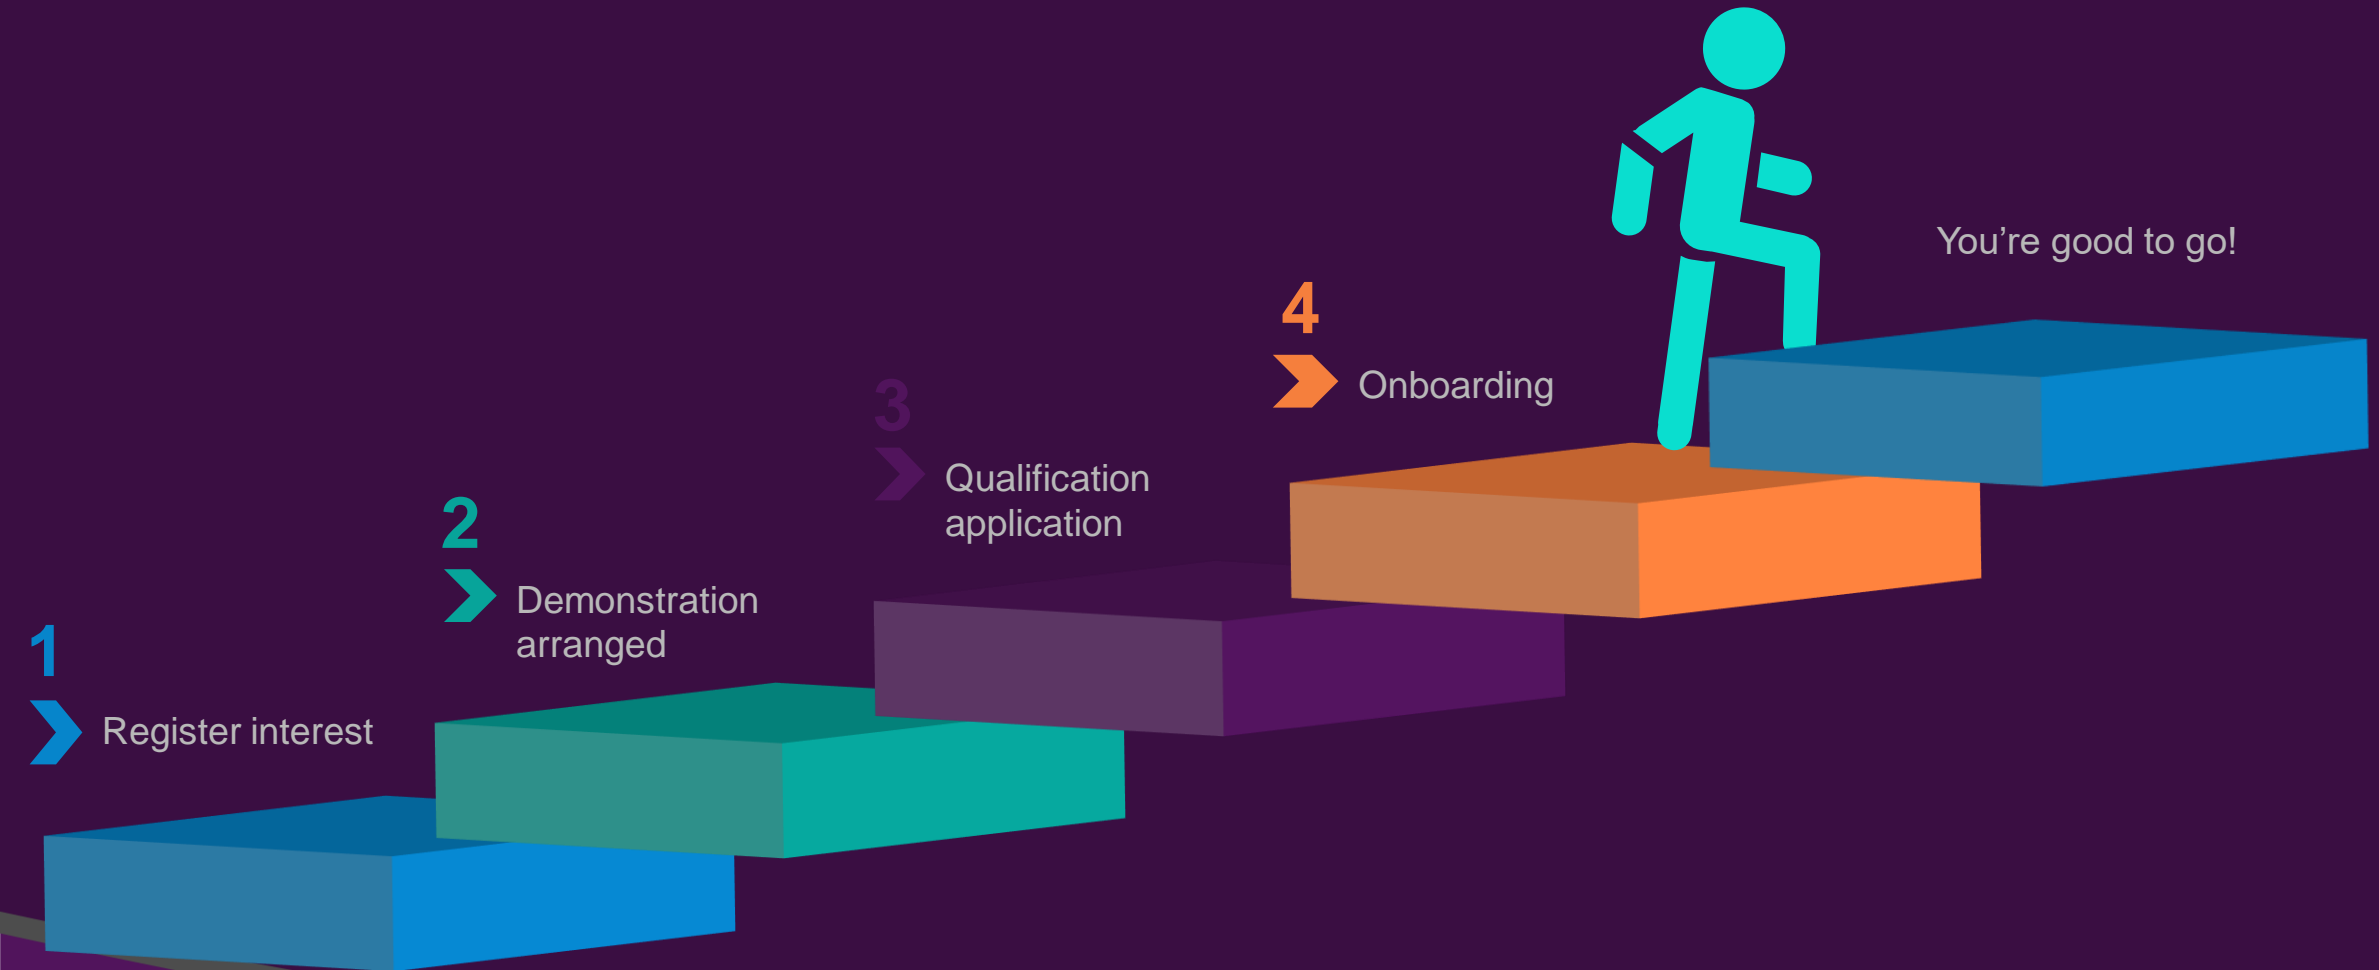 1
Register interest
2
Demonstration
arranged
3
Qualification
application
4
Onboarding
You’re good to go!